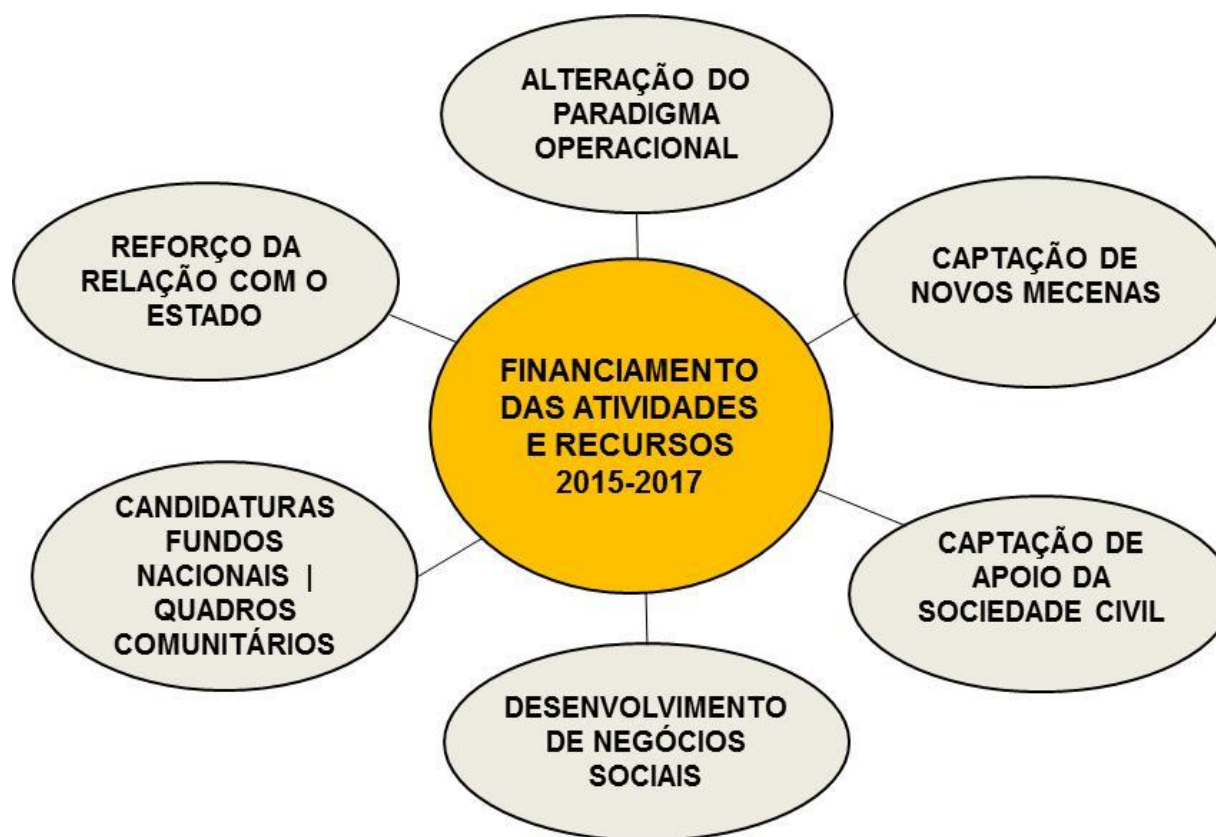 ALTERAÇÃO DO
PARADIGMA
OPERACIONAL
REFORÇO DA
RELAÇÃO COM O
ESTADO
CAPTAÇÃO DE
NOVOS MECENAS
FINANCIAMENTO
DAS ATIVIDADES
E RECURSOS
2015-2017
CANDIDATURAS
FUNDOS
NACIONAIS |
QUADROS
COMUNITÁRIOS
CAPTAÇÃO DE
APOIO DA
SOCIEDADE CIVIL
DESENVOLVIMENTO
DE NEGÓCIOS
SOCIAIS